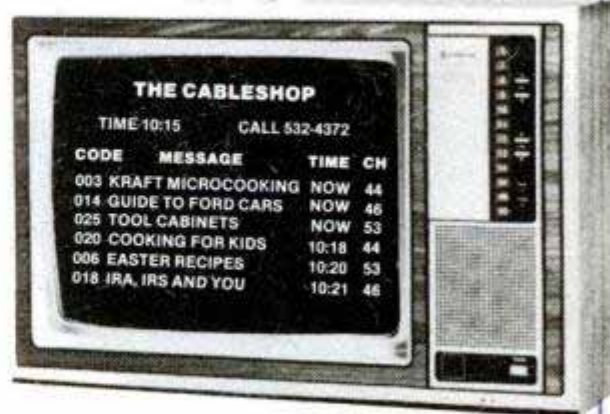 THE CABLESHOP
TIME 10:15 CALL 532-4372
CODE MESSAGE TIME CH
003 KRAFT MICROCOOKING NOW 44
014 GUIDE TO FORD CARS NOW 46
025 TOOL CABINETS NOW 53
020 COOKING FOR KIDS 10:18 44
006 EASTER RECIPES 10:20 53
018 IRA, IRS AND YOU 10:21 46